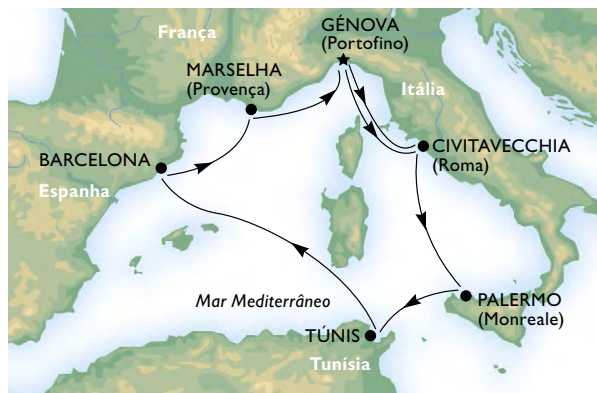 GÉNOVA
(Portofino)
França
MARSELHA
(Provença)
Itália
BARCELONA
CIVITAVECCHIA
(Roma)
Espanha
Mar Mediterrâneo
PALERMO
(Monreale)
TÚNIS
Tunísia